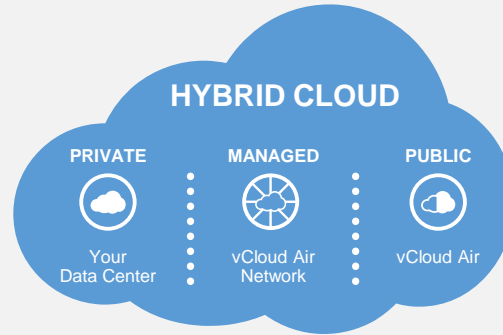 HYBRID CLOUD
PRIVATE
MANAGED
PUBLIC
Your
Data Center
vCloud Air
Network
vCloud Air